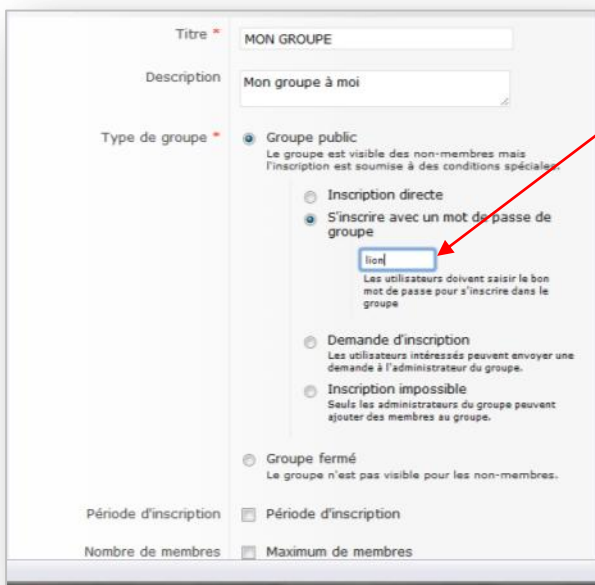 Titre * MON GROUPE
Description Mon groupe à moi
Type de groupe * Groupe public
Le groupe est visible des non-membres mais
l'inscription est soumise à des conditions spéciales.
Inscription directe
S'inscrire avec un mot de passe de
groupe
lion
Les utilisateurs doivent saisir le bon
mot de passe pour s'inscrire dans le
groupe
Demande d'inscription
Les utilisateurs intéressés peuvent envoyer une
demande à l'administrateur du groupe.
Inscription impossible
Seuls les administrateurs du groupe peuvent
ajouter des membres au groupe.
Groupe fermé
Le groupe n'est pas visible pour les non-membres.
Période d'inscription Période d'inscription
Nombre de membres Maximum de membres